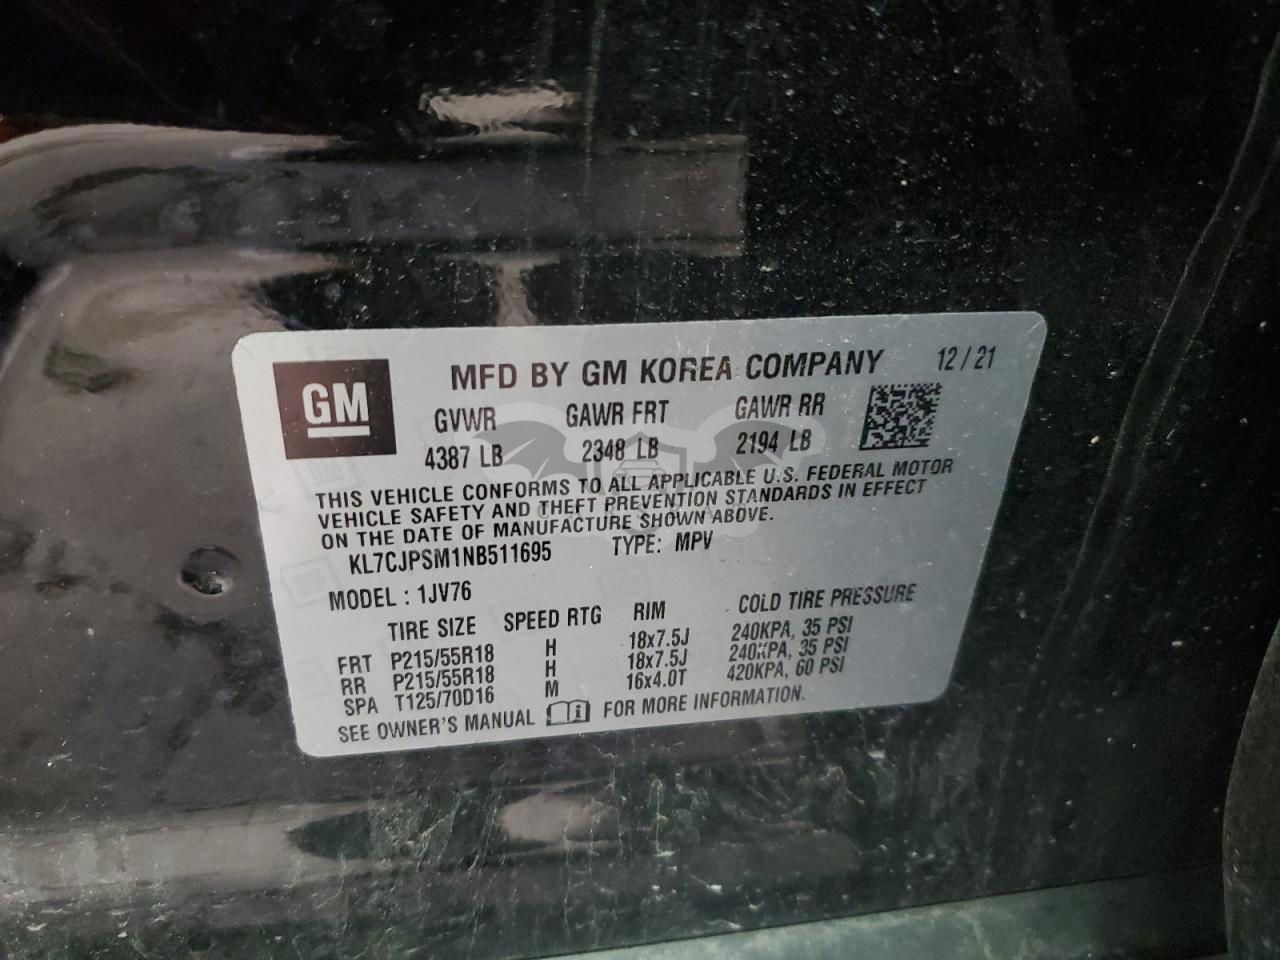 GM
MFD BY GM KOREA COMPANY 12/21
GVWR GAWR FRT GAWR RR
4387 LB 2348 LB 2194 LB
THIS VEHICLE CONFORMS TO ALL APPLICABLE U.S. FEDERAL MOTOR
VEHICLE SAFETY AND THEFT PREVENTION STANDARDS IN EFFECT
ON THE DATE OF MANUFACTURE SHOWN ABOVE.
KL7CJPSM1NB511695 TYPE: MPV
MODEL : 1JV76
TIRE SIZE SPEED RTG RIM COLD TIRE PRESSURE
FRT P215/55R18 H 18x7.5J 240KPA, 35 PSI
RR P215/55R18 H 18x7.5J 240KPA, 35 PSI
SPA T125/70D16 M 16x4.0T 420KPA, 60 PSI
SEE OWNER'S MANUAL i FOR MORE INFORMATION.